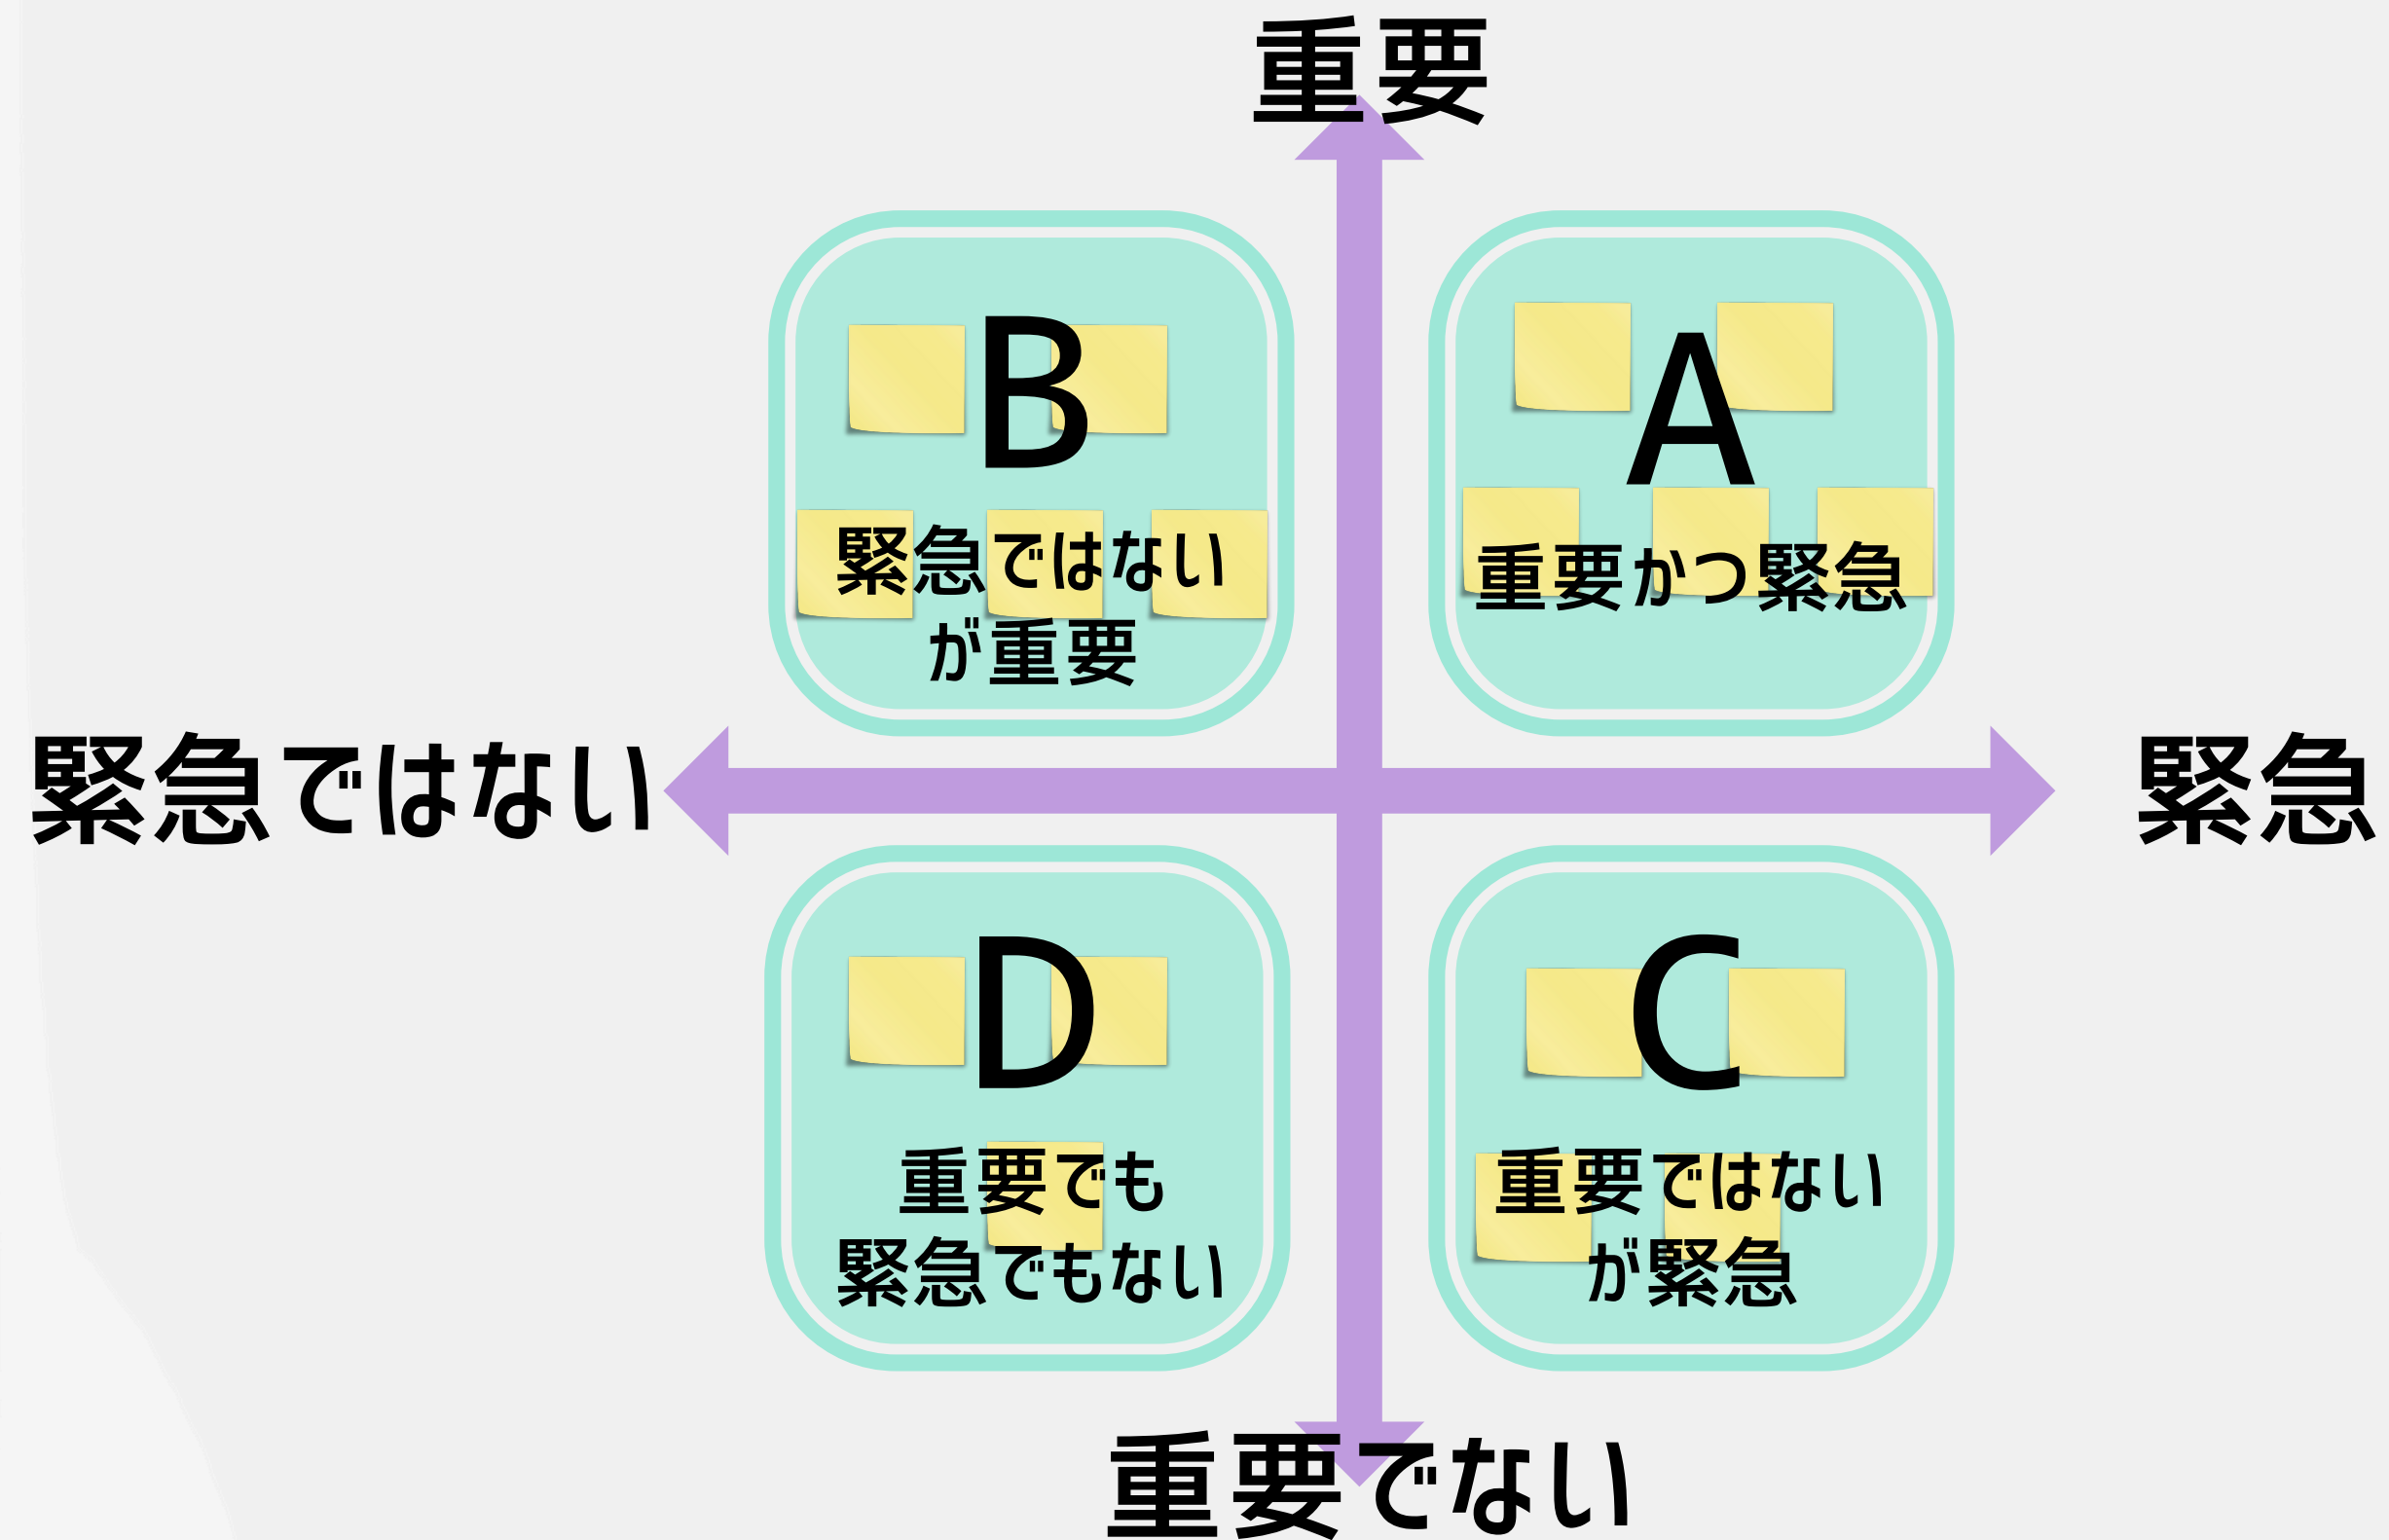 重要
B
緊急ではない
が重要
A
重要かつ緊急
緊急ではない
緊急
D
重要でも
緊急でもない
C
重要ではない
が緊急
重要でない